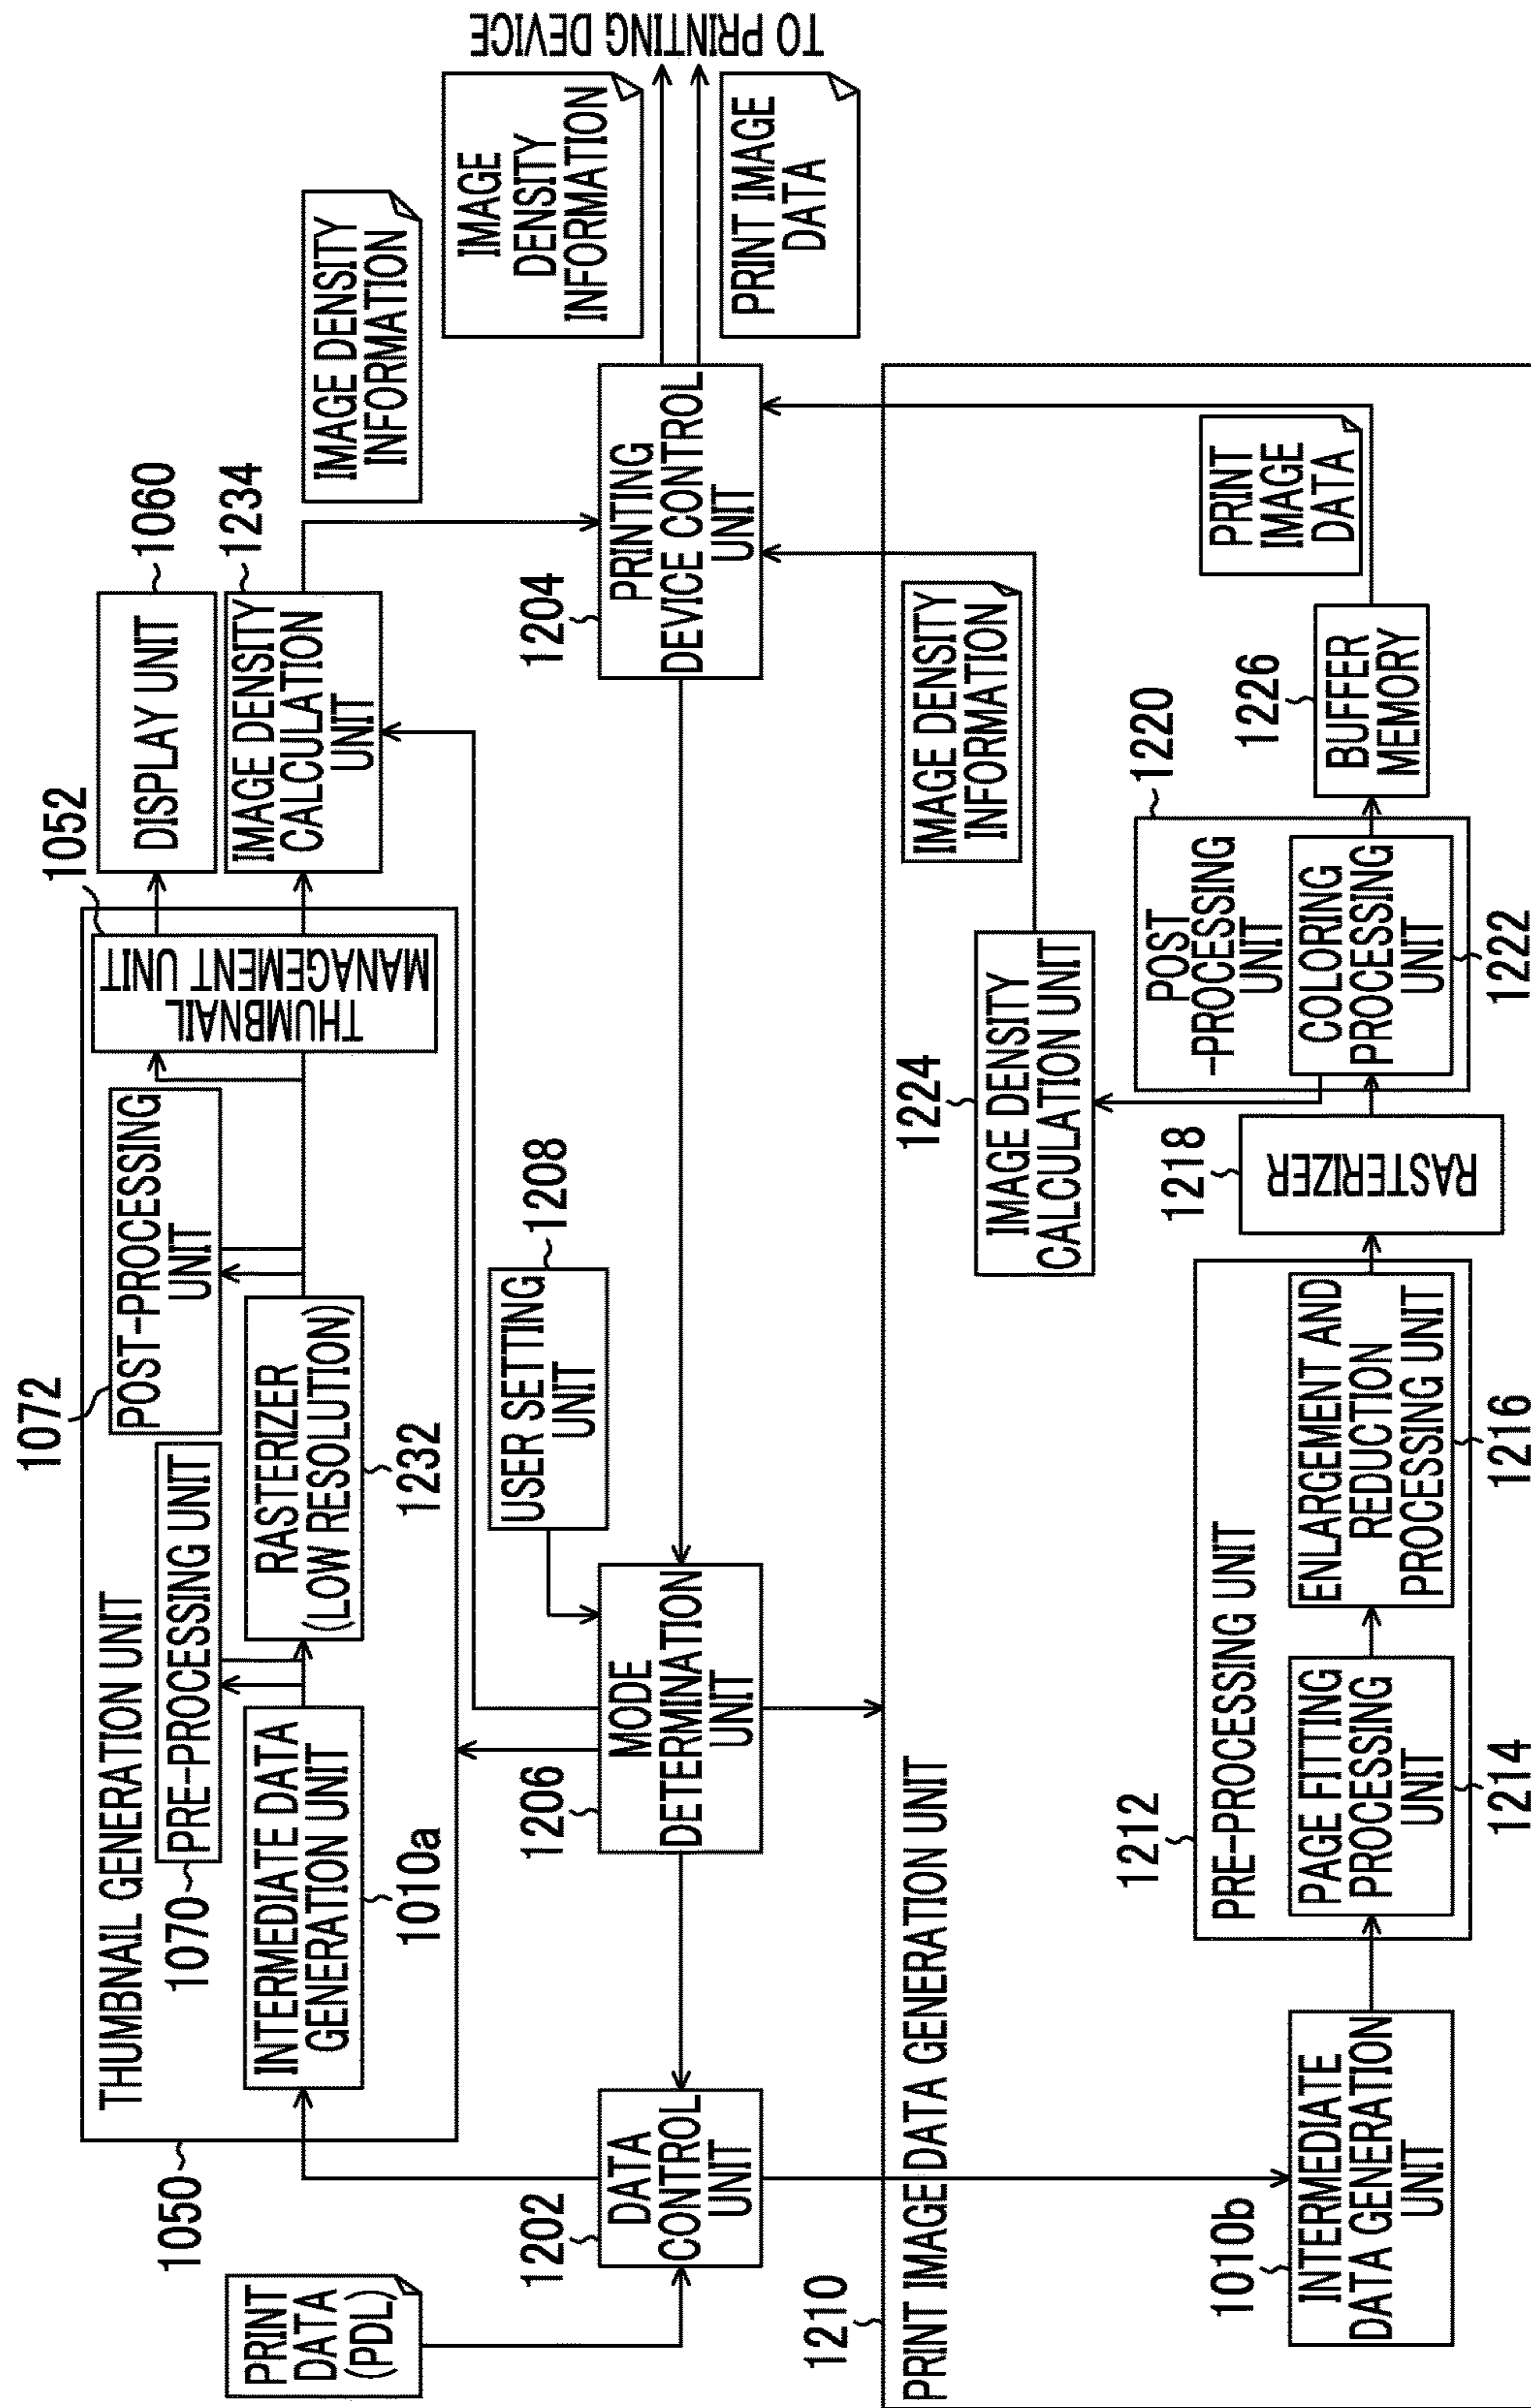 PRINT
DATA
(PDL)
1050
THUMBNAIL GENERATION UNIT
1070
PRE-PROCESSING UNIT
INTERMEDIATE DATA
GENERATION UNIT
1010a
RASTERIZER
(LOW RESOLUTION)
1232
1072
POST-PROCESSING
UNIT
1052
THUMBNAIL
MANAGEMENT UNIT
DISPLAY UNIT
1060
IMAGE DENSITY
CALCULATION
UNIT
1234
IMAGE DENSITY
INFORMATION
1202
DATA
CONTROL
UNIT
1206
MODE
DETERMINATION
UNIT
USER SETTING
UNIT
1208
1204
PRINTING
DEVICE CONTROL
UNIT
IMAGE
DENSITY
INFORMATION
TO PRINTING DEVICE
PRINT IMAGE
DATA
1210
PRINT IMAGE DATA GENERATION UNIT
1010b
INTERMEDIATE
DATA GENERATION
UNIT
1212
PRE-PROCESSING UNIT
PAGE FITTING
PROCESSING
UNIT
1214
ENLARGEMENT AND
REDUCTION
PROCESSING UNIT
1216
1218
RASTERIZER
1224
IMAGE DENSITY
CALCULATION UNIT
IMAGE DENSITY
INFORMATION
1220
POST
-PROCESSING
UNIT
COLORING
PROCESSING
UNIT
1222
1226
BUFFER
MEMORY
PRINT
IMAGE
DATA